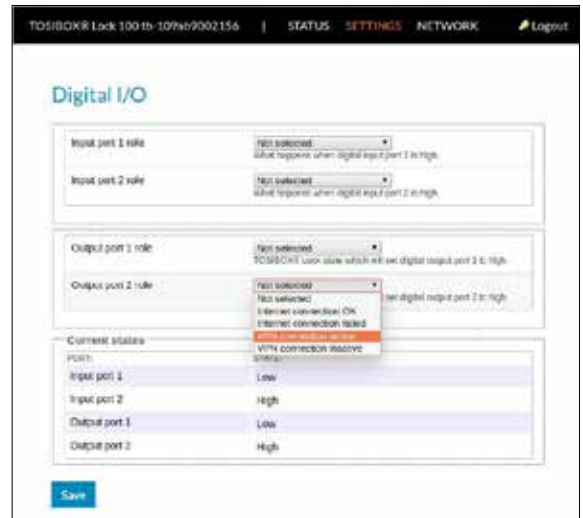 TOSIBOX® Lock 100 tb-109ab9002156 | STATUS SETTINGS NETWORK Logout
Digital I/O
Input port 1 role Not selected
What happens when digital input port 1 is high.
Input port 2 role Not selected
What happens when digital input port 2 is high.
Output port 1 role Not selected
TOSIBOX® Lock state which will set digital output port 1 to high
Output port 2 role Not selected
Not selected set digital output port 2 to high
Internet connection OK
Internet connection failed
VPN connection active
VPN connection inactive
Current states
PORT: STATE:
Input port 1 Low
Input port 2 High
Output port 1 Low
Output port 2 High
Save